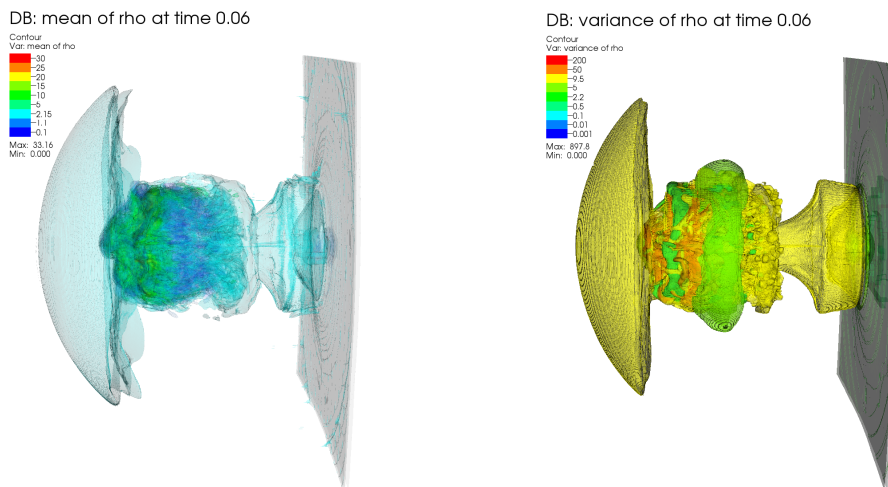 DB: mean of rho at time 0.06
Contour
Var: mean of rho
30
25
20
15
10
5
2.15
1.1
0.1
Max: 33.16
Min: 0.000
DB: variance of rho at time 0.06
Contour
Var: variance of rho
200
50
9.5
5
2.2
0.5
0.1
0.01
0.001
Max: 897.8
Min: 0.000